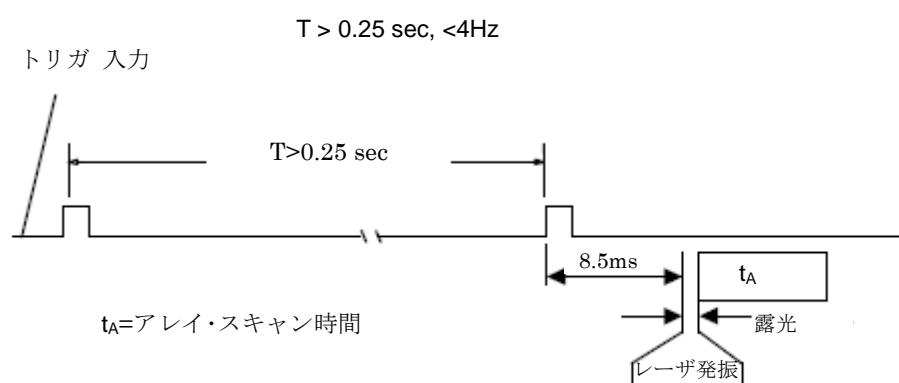 T > 0.25 sec, <4Hz
トリガ 入力
T>0.25 sec
8.5ms
tA
tA=アレイ・スキャン時間
露光
レーザ発振